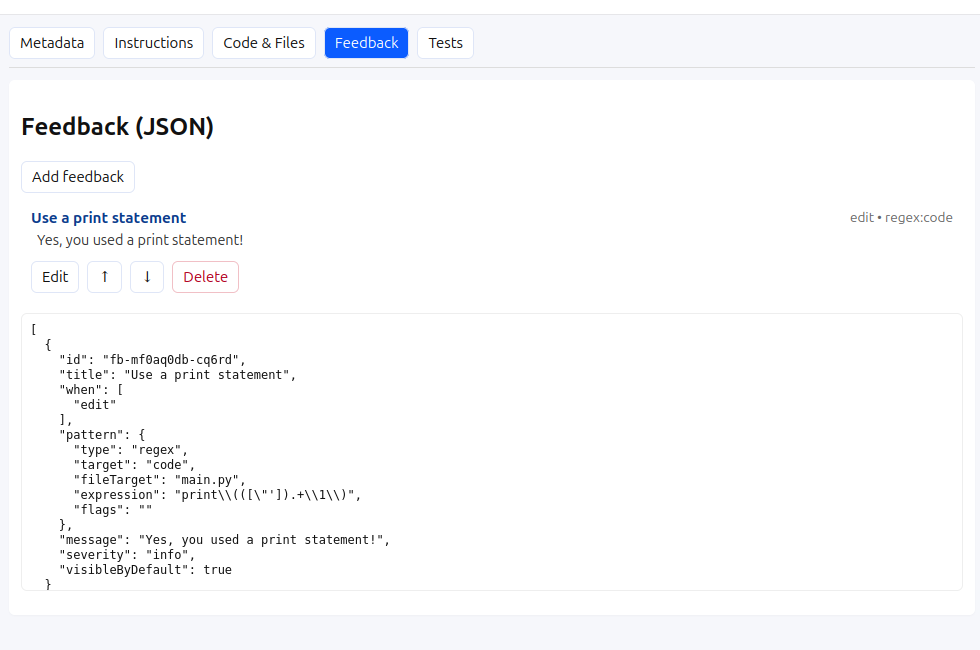 Metadata Instructions Code & Files Feedback Tests
Feedback (JSON)
Add feedback
Use a print statement edit • regex:code
Yes, you used a print statement!
Edit ↑ ↓ Delete
[
  {
    "id": "fb-mf0aq0db-cq6rd",
    "title": "Use a print statement",
    "when": [
      "edit"
    ],
    "pattern": {
      "type": "regex",
      "target": "code",
      "fileTarget": "main.py",
      "expression": "print\\(([\"']).+\\1\\)",
      "flags": ""
    },
    "message": "Yes, you used a print statement!",
    "severity": "info",
    "visibleByDefault": true
  }